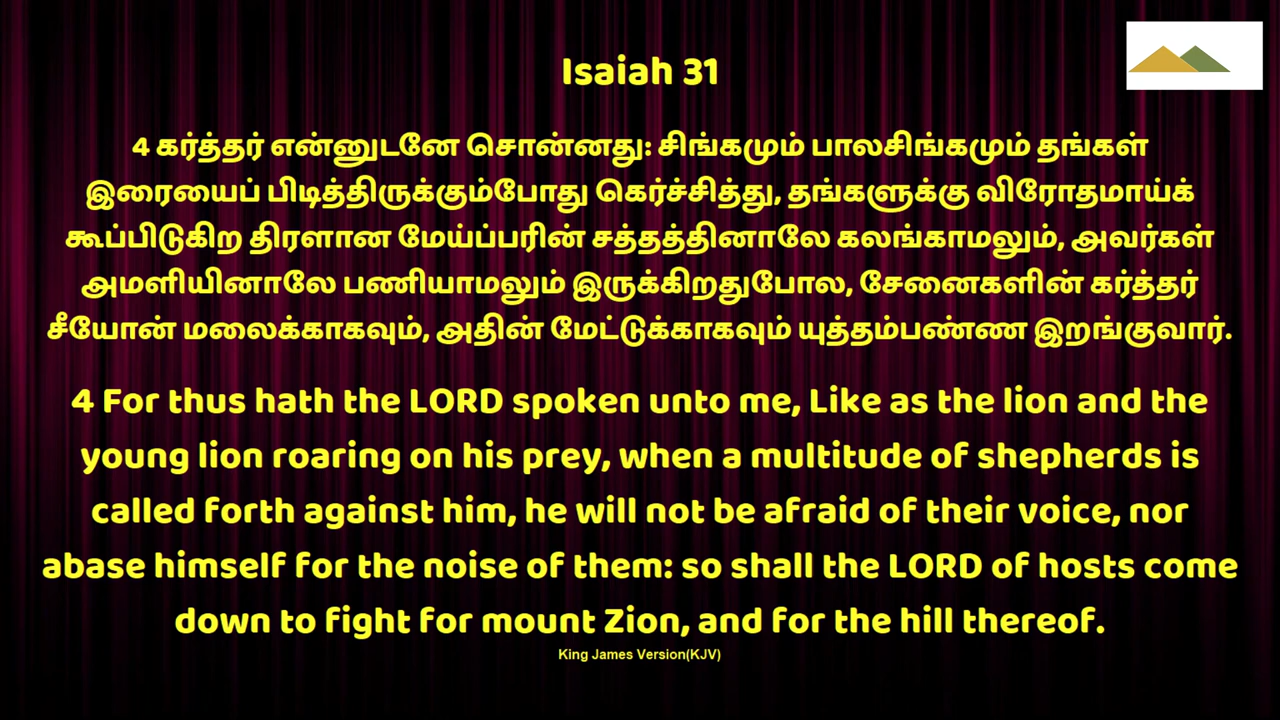 Isaiah 31
4 கர்த்தர் என்னுடனே சொன்னது: சிங்கமும் பாலசிங்கமும் தங்கள்
இரையைப் பிடித்திருக்கும்போது கெர்ச்சித்து, தங்களுக்கு விரோதமாய்க்
கூப்பிடுகிற திரளான மேய்ப்பரின் சத்தத்தினாலே கலங்காமலும், அவர்கள்
அமளியினாலே பணியாமலும் இருக்கிறதுபோல, சேனைகளின் கர்த்தர்
சீயோன் மலைக்காகவும், அதின் மேட்டுக்காகவும் யுத்தம்பண்ண இறங்குவார்.
4 For thus hath the LORD spoken unto me, Like as the lion and the
young lion roaring on his prey, when a multitude of shepherds is
called forth against him, he will not be afraid of their voice, nor
abase himself for the noise of them: so shall the LORD of hosts come
down to fight for mount Zion, and for the hill thereof.
King James Version(KJV)